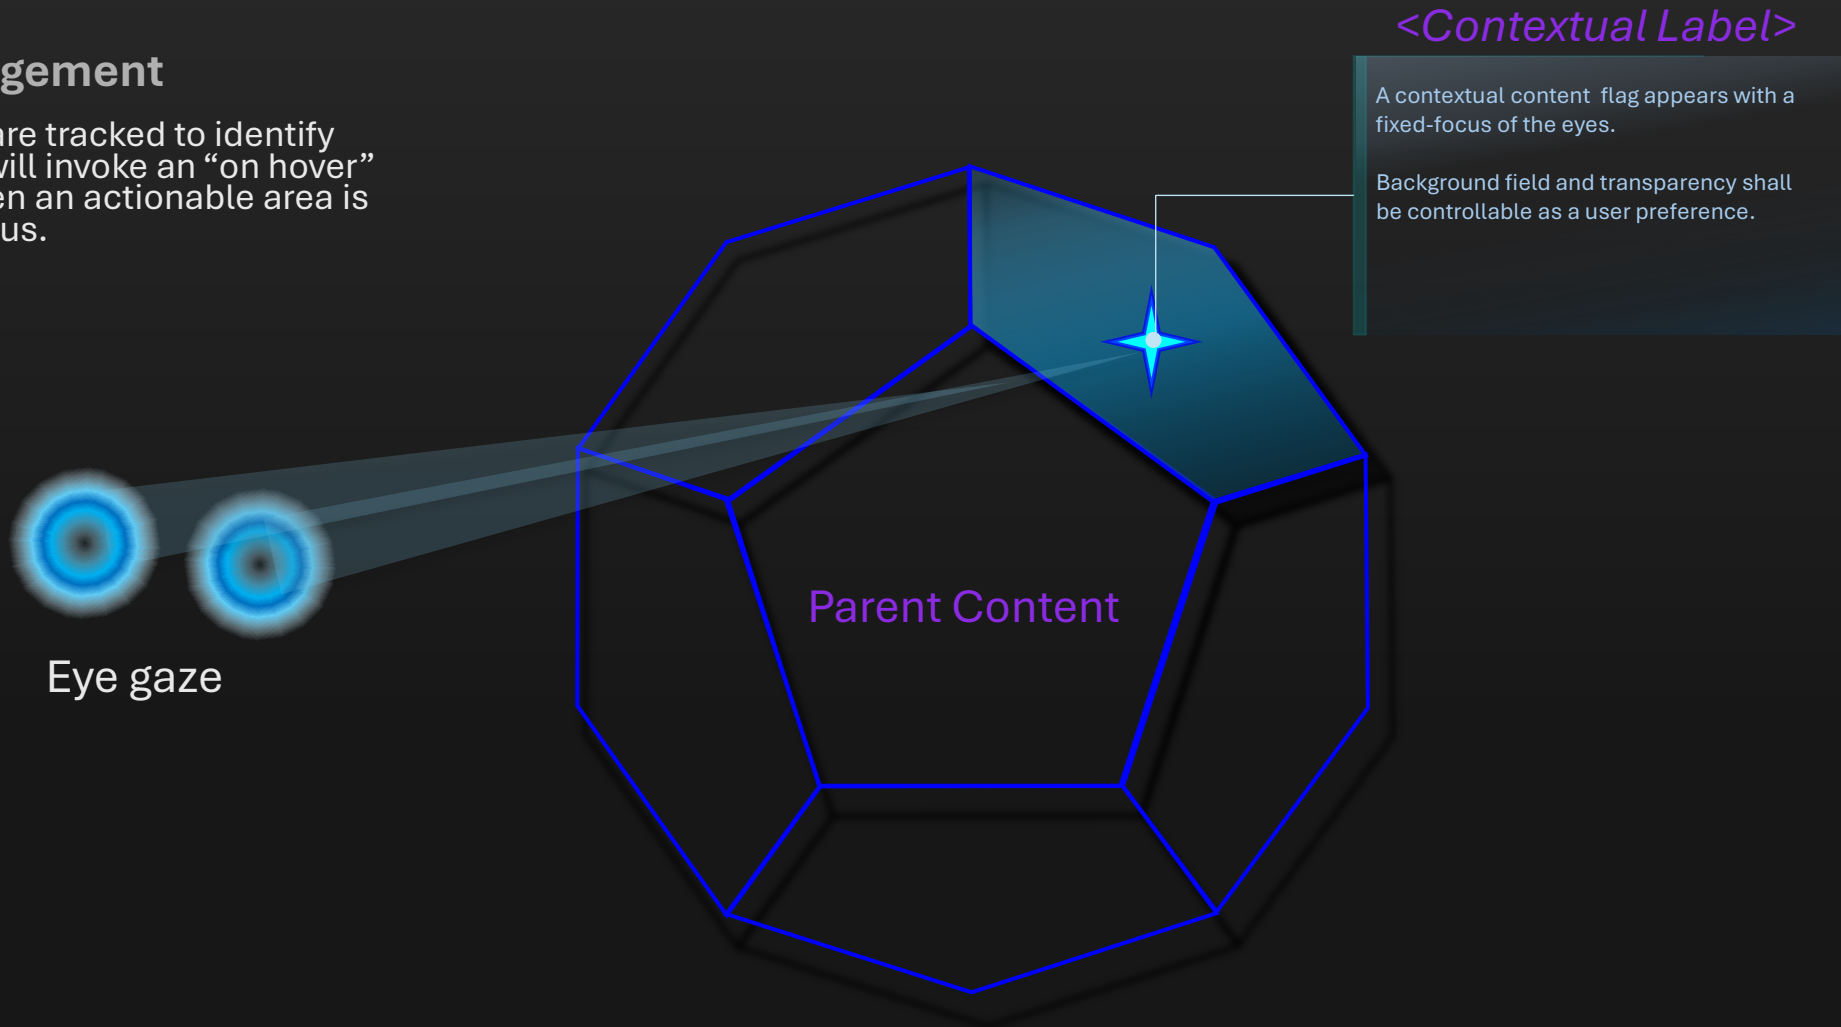 <Contextual Label>
gement
are tracked to identify
will invoke an “on hover”
en an actionable area is
us.
A contextual content  flag appears with a
fixed-focus of the eyes.
Background field and transparency shall
be controllable as a user preference.
Parent Content
Eye gaze